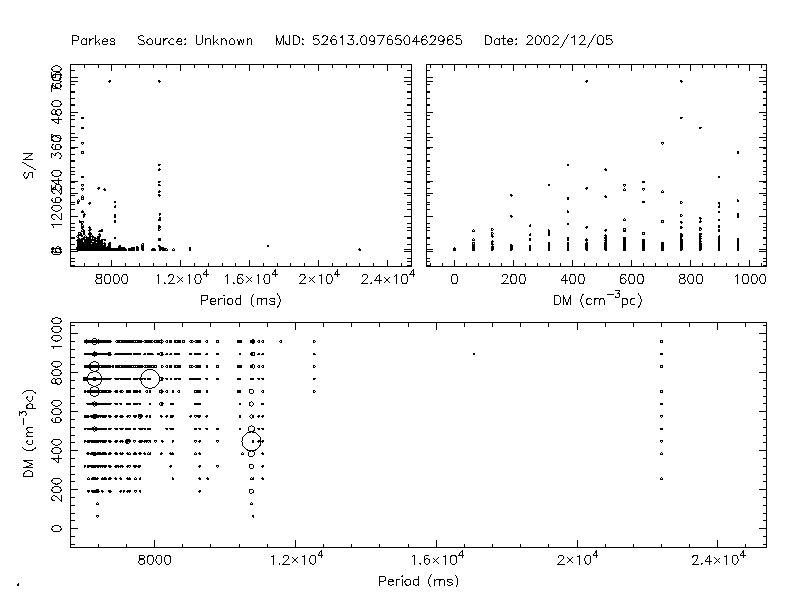 Parkes Source: Unknown MJD: 52613.097650462965 Date: 2002/12/05
S/N
480
360
8000 1.2×10⁴ 1.6×10⁴ 2×10⁴ 2.4×10⁴
Period (ms)
0 200 400 600 800 1000
DM (cm⁻³pc)
DM (cm⁻³pc)
1000
800
600
400
200
0
8000 1.2×10⁴ 1.6×10⁴ 2×10⁴ 2.4×10⁴
Period (ms)